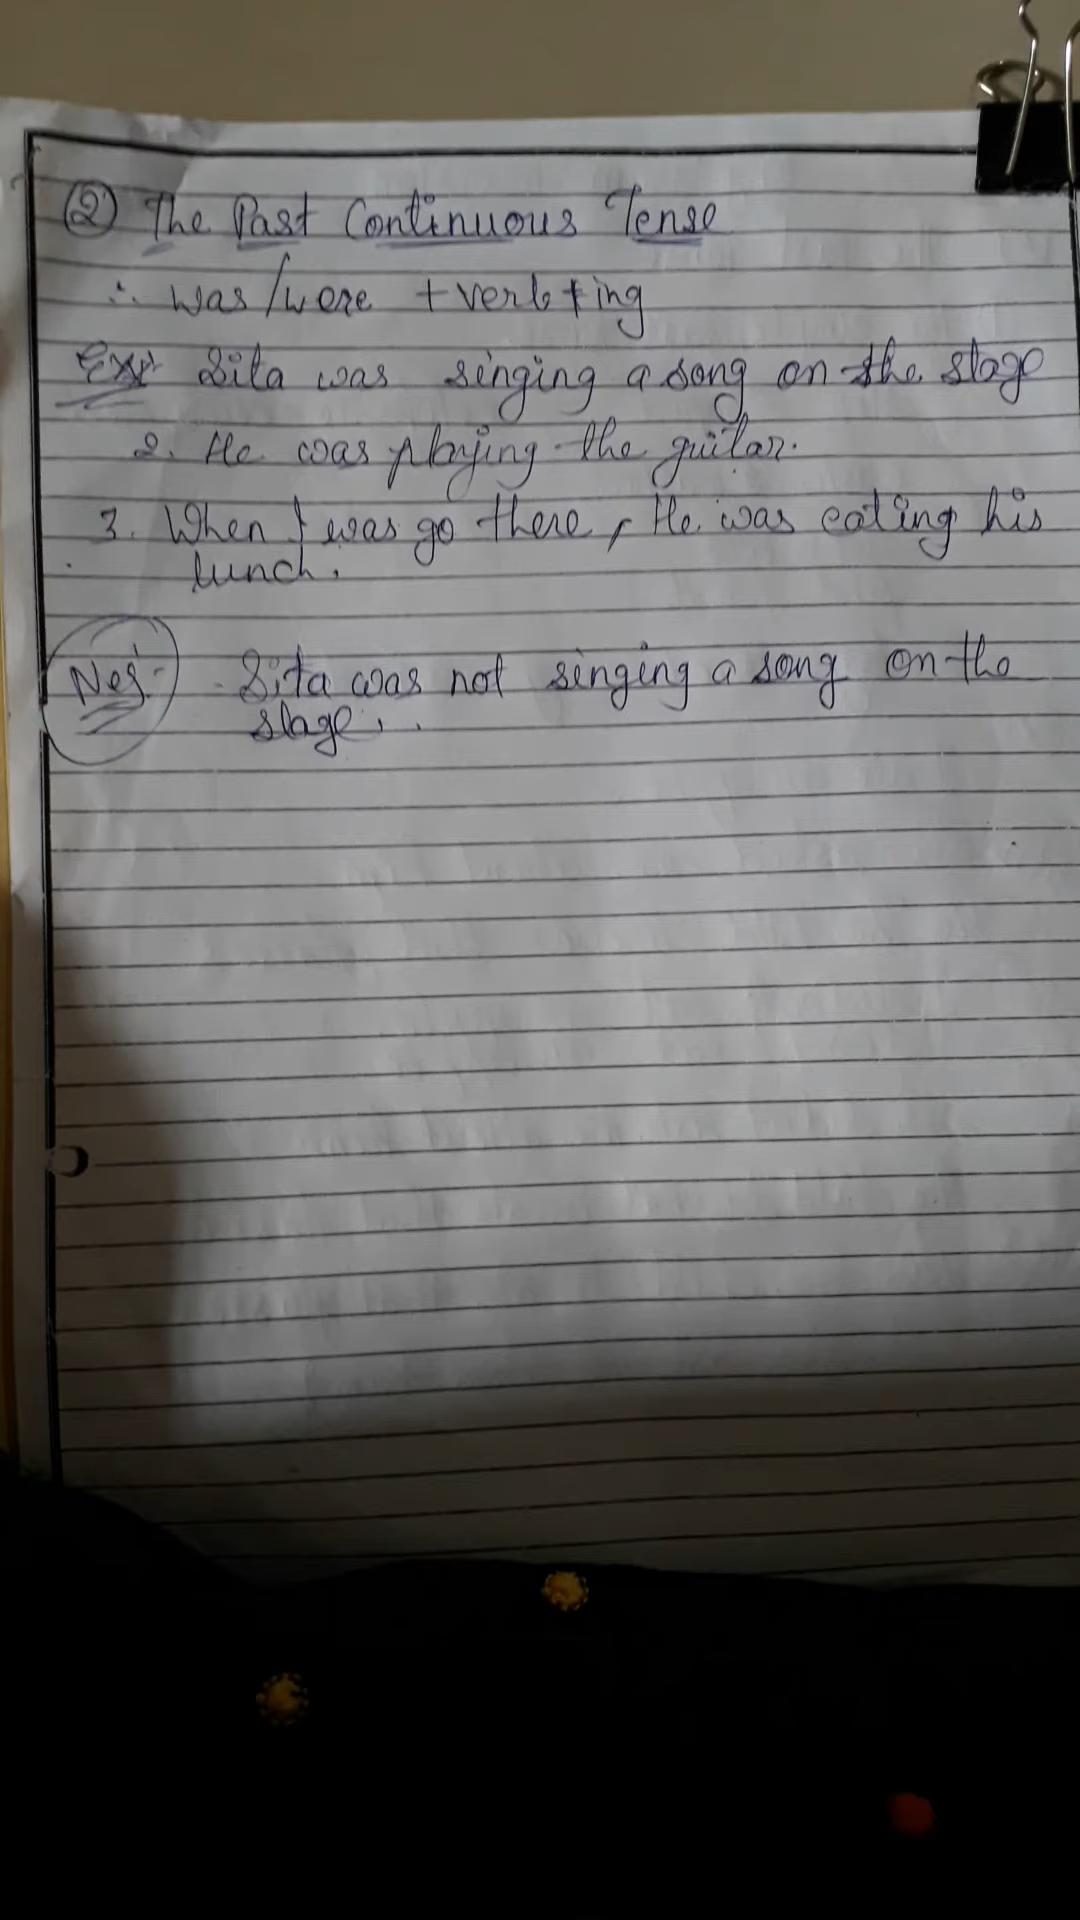 ② The Past Continuous Tense
∴ was/were + verb + ing
Ex:- Sita was singing a song on the stage
2. He was playing the guitar.
3. When I was go there, He was eating his
lunch.
Neg:- Sita was not singing a song on the
stage.